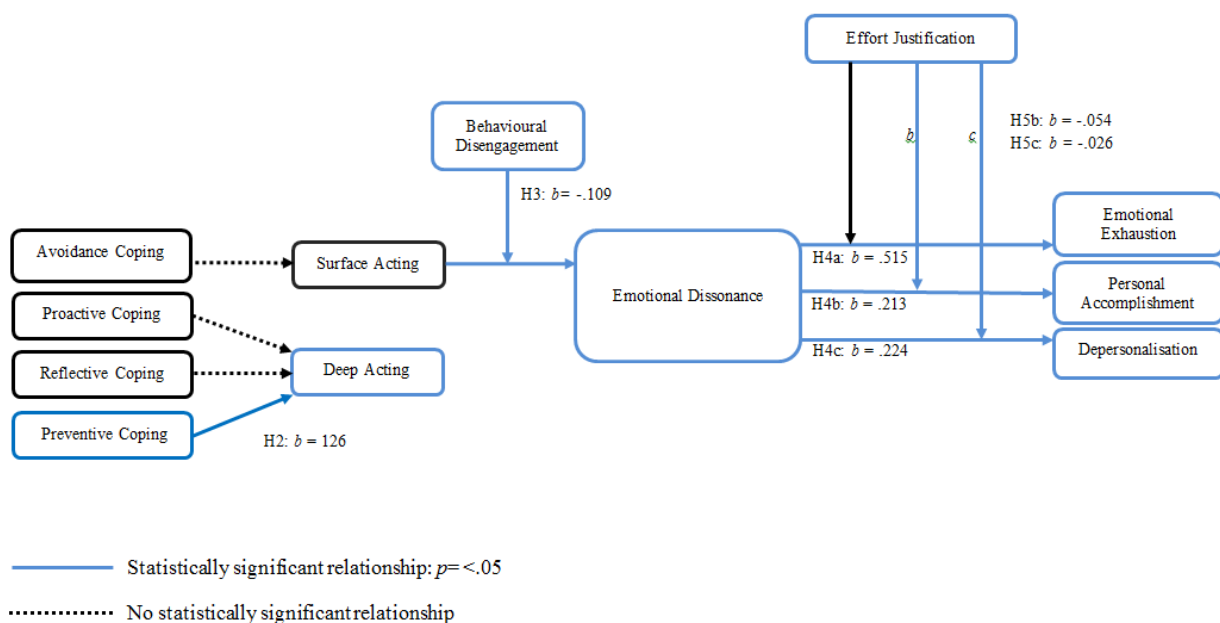 Effort Justification
Behavioural
Disengagement
b
c
H5b: b = -.054
H5c: b = -.026
H3: b= -.109
Avoidance Coping
Surface Acting
Emotional Dissonance
Emotional
Exhaustion
H4a: b = .515
Proactive Coping
Personal
Accomplishment
H4b: b = .213
Reflective Coping
Deep Acting
Depersonalisation
H4c: b = .224
Preventive Coping
H2: b = 126
Statistically significant relationship: p=<.05
No statistically significant relationship